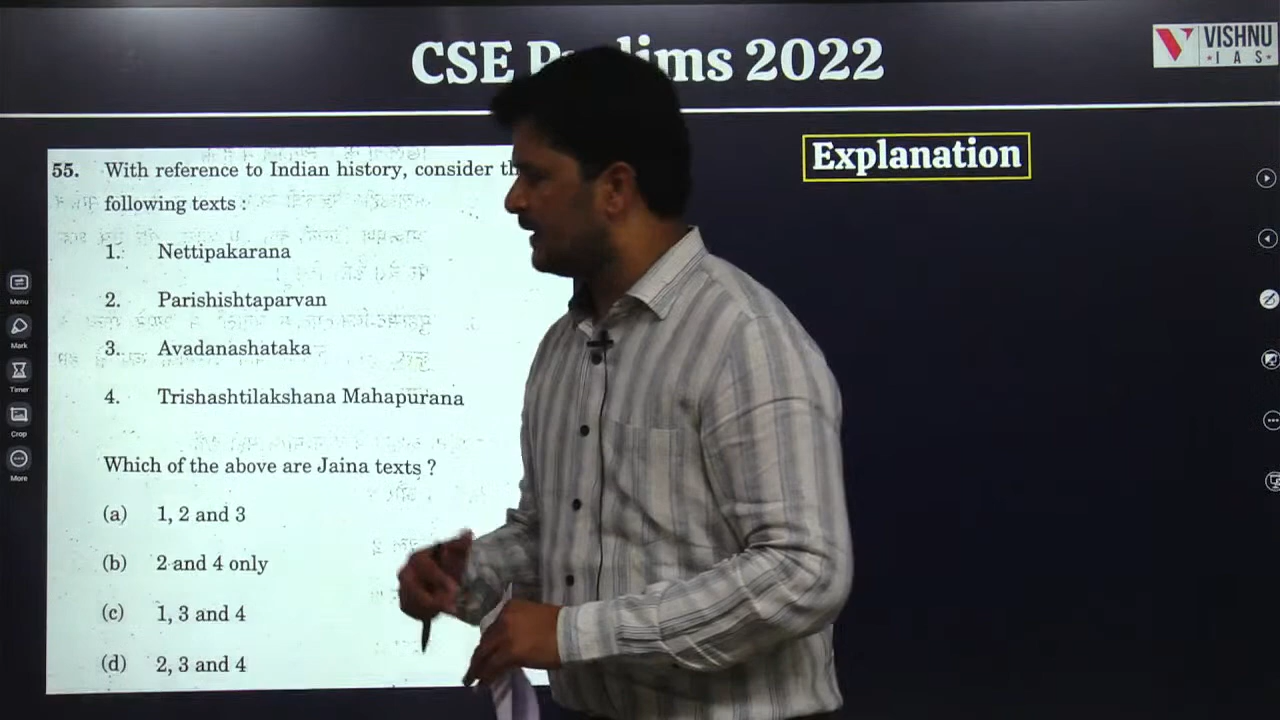 CSE Prelims 2022
VISHNU
I A S
Explanation
55. With reference to Indian history, consider
following texts :
1. Nettipakarana
2. Parishishtaparvan
3. Avadanashataka
4. Trishashtilakshana Mahapurana
Which of the above are Jaina texts ?
(a) 1, 2 and 3
(b) 2 and 4 only
(c) 1, 3 and 4
(d) 2, 3 and 4
Menu
Mark
Timer
Crop
More